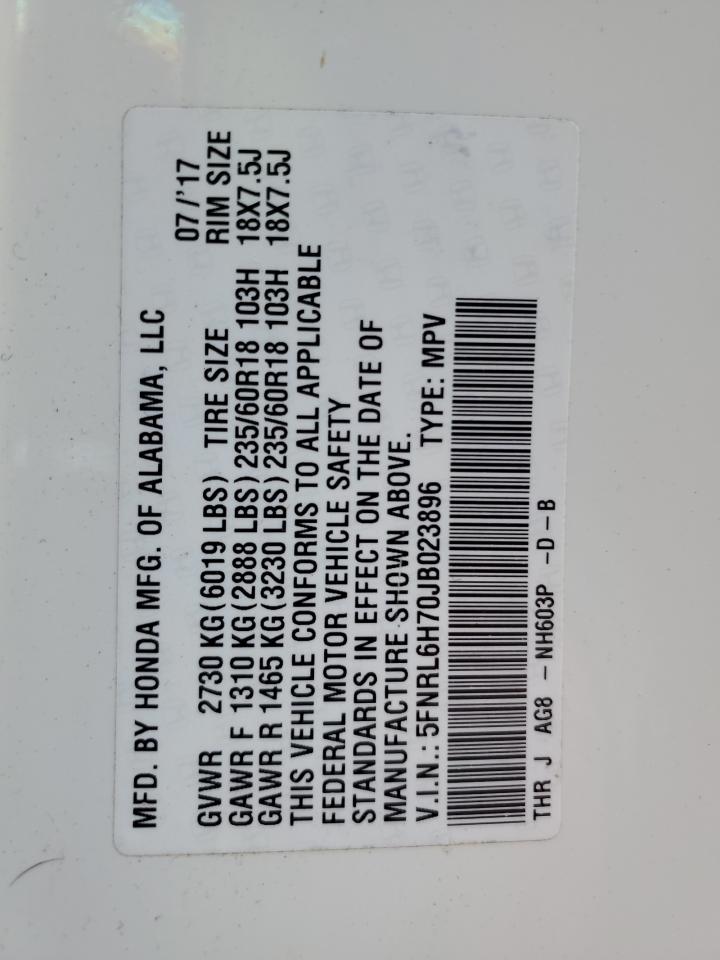 MFD. BY HONDA MFG. OF ALABAMA, LLC
07/'17
GVWR 2730 KG(6019 LBS) TIRE SIZE RIM SIZE
GAWR F 1310 KG(2888 LBS) 235/60R18 103H 18X7.5J
GAWR R 1465 KG(3230 LBS) 235/60R18 103H 18X7.5J
THIS VEHICLE CONFORMS TO ALL APPLICABLE
FEDERAL MOTOR VEHICLE SAFETY
STANDARDS IN EFFECT ON THE DATE OF
MANUFACTURE SHOWN ABOVE.
V.I.N.: 5FNRL6H70JB023896 TYPE: MPV
THR J AG8 - NH603P -D-B